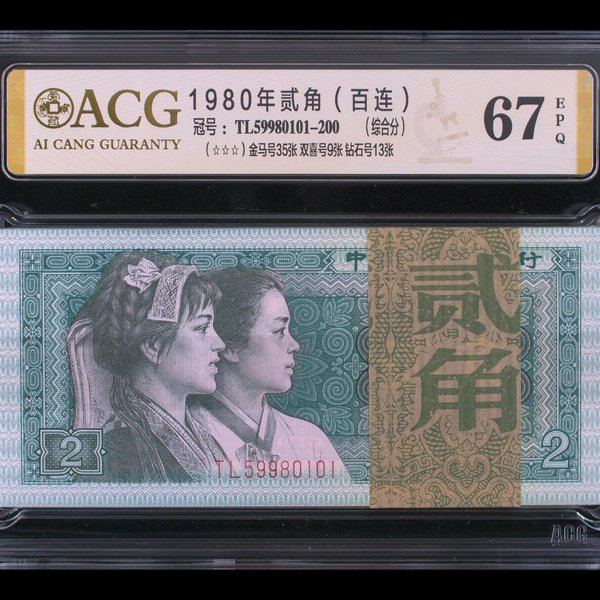 ACG
AI CANG GUARANTY
1980年贰角（百连）
冠号：TL59980101-200 （综合分）
（☆☆☆）金马号35张 双喜号9张 钻石号13张
67
EPQ
中
行
贰角
2
TL59980101
2
ACG